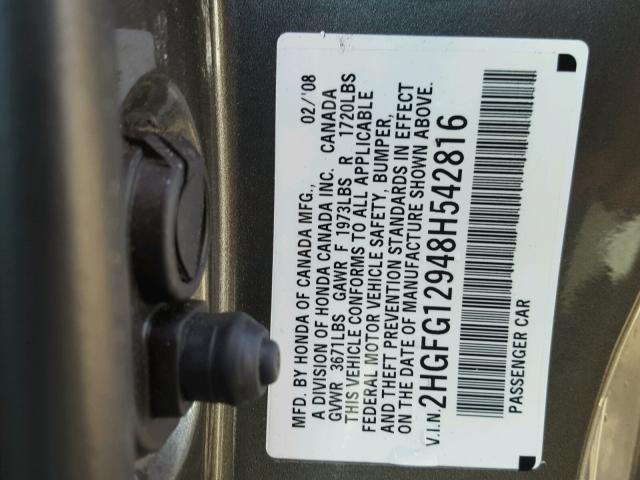 MFD. BY HONDA OF CANADA MFG., 02/'08
A DIVISION OF HONDA CANADA INC. CANADA
GVWR 3671LBS GAWR F 1973LBS R 1720LBS
THIS VEHICLE CONFORMS TO ALL APPLICABLE
FEDERAL MOTOR VEHICLE SAFETY, BUMPER,
AND THEFT PREVENTION STANDARDS IN EFFECT
ON THE DATE OF MANUFACTURE SHOWN ABOVE.
V.I.N. 2HGFG12948H542816
PASSENGER CAR